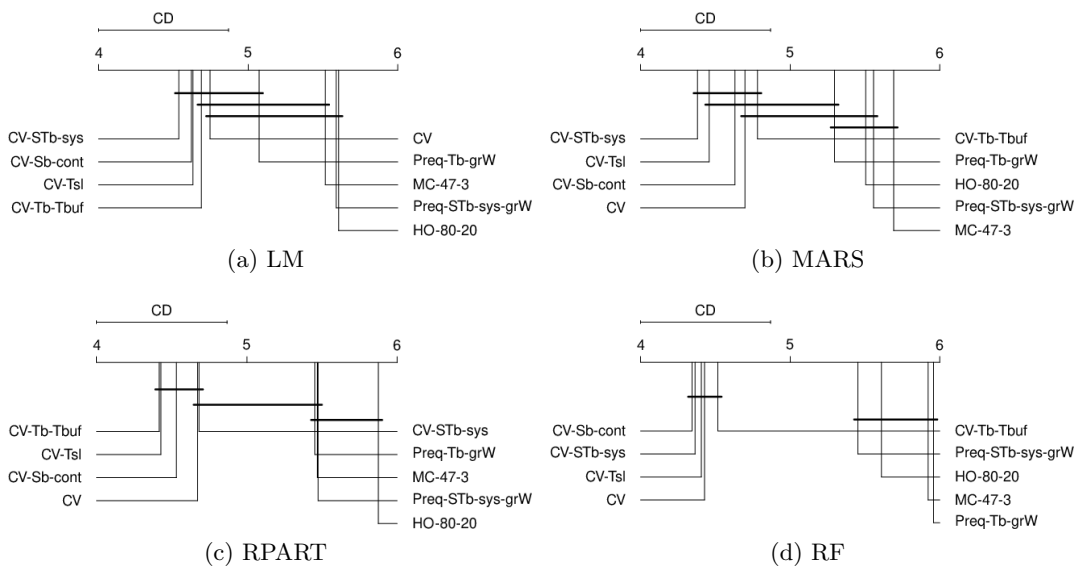 CD
4 5 6
CV-STb-sys
CV-Sb-cont
CV-Tsl
CV-Tb-Tbuf
CV
Preq-Tb-grW
MC-47-3
Preq-STb-sys-grW
HO-80-20
(a) LM
CD
4 5 6
CV-STb-sys
CV-Tsl
CV-Sb-cont
CV
CV-Tb-Tbuf
Preq-Tb-grW
HO-80-20
Preq-STb-sys-grW
MC-47-3
(b) MARS
CD
4 5 6
CV-Tb-Tbuf
CV-Tsl
CV-Sb-cont
CV
CV-STb-sys
Preq-Tb-grW
MC-47-3
Preq-STb-sys-grW
HO-80-20
(c) RPART
CD
4 5 6
CV-Sb-cont
CV-STb-sys
CV-Tsl
CV
CV-Tb-Tbuf
Preq-STb-sys-grW
HO-80-20
MC-47-3
Preq-Tb-grW
(d) RF